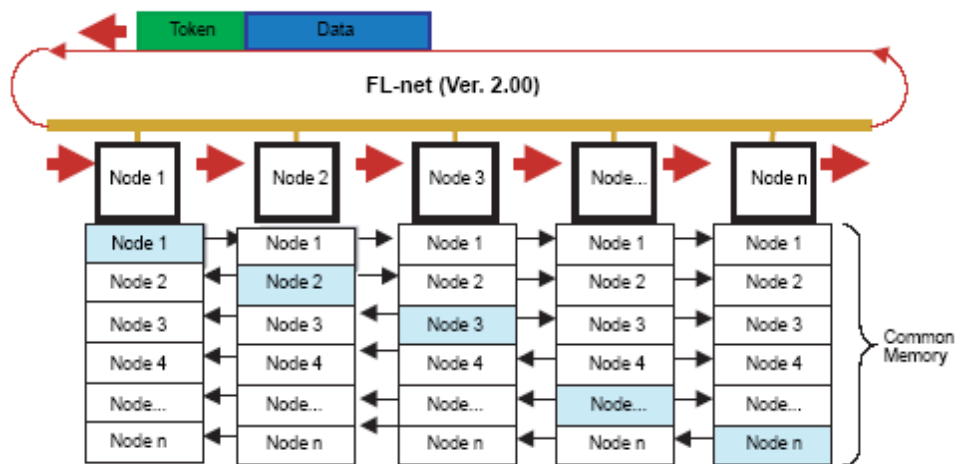 Token Data
FL-net (Ver. 2.00)
Node 1 Node 2 Node 3 Node... Node n
Node 1 Node 1 Node 1 Node 1 Node 1
Node 2 Node 2 Node 2 Node 2 Node 2
Node 3 Node 3 Node 3 Node 3 Node 3
Node 4 Node 4 Node 4 Node 4 Node 4
Node... Node... Node... Node... Node...
Node n Node n Node n Node n Node n
Common
Memory